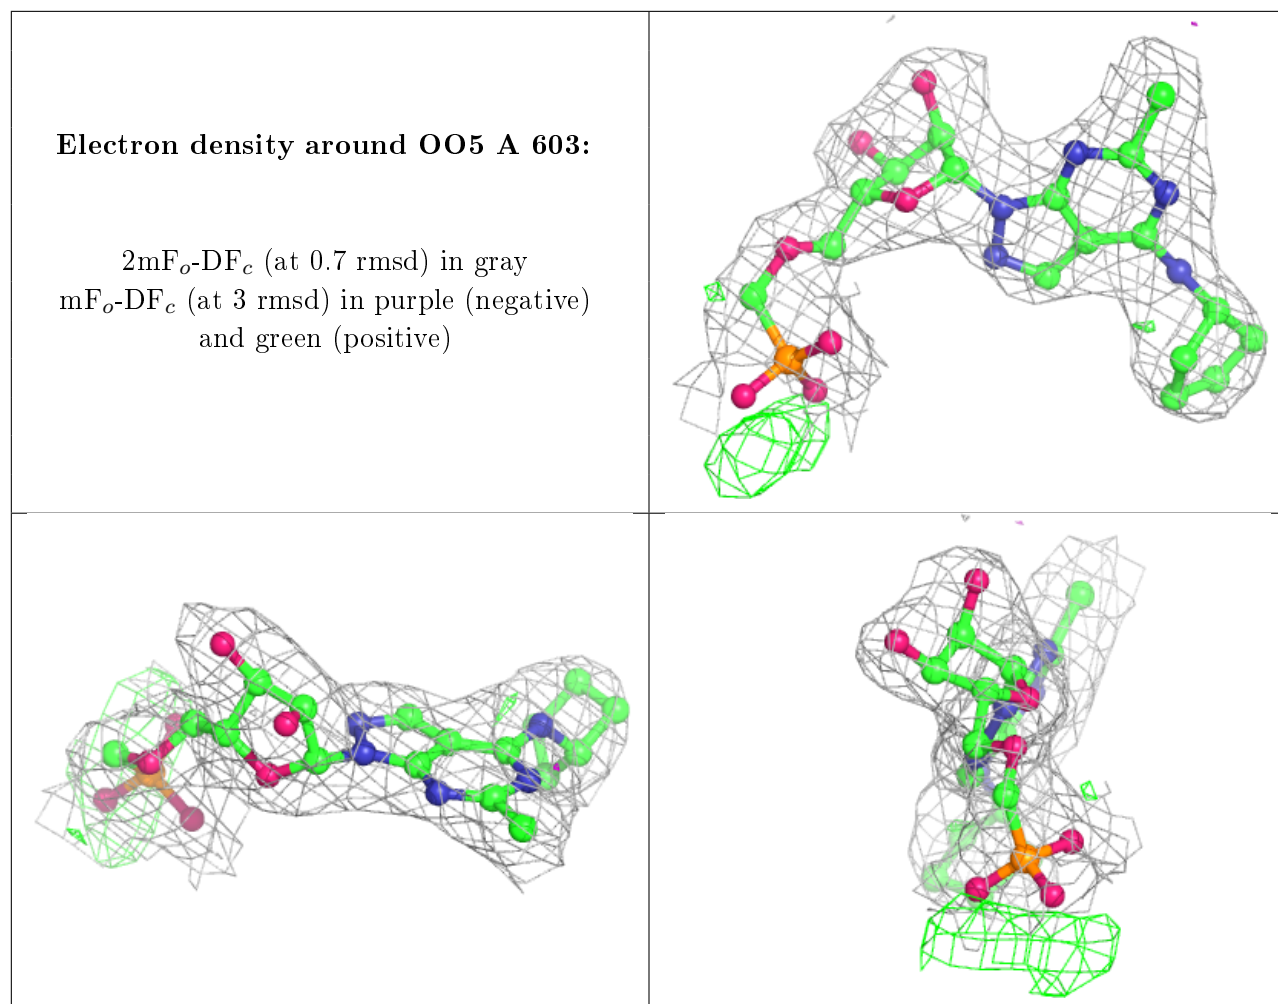 Electron density around OO5 A 603:
2mFo-DFc (at 0.7 rmsd) in gray
mFo-DFc (at 3 rmsd) in purple (negative)
and green (positive)